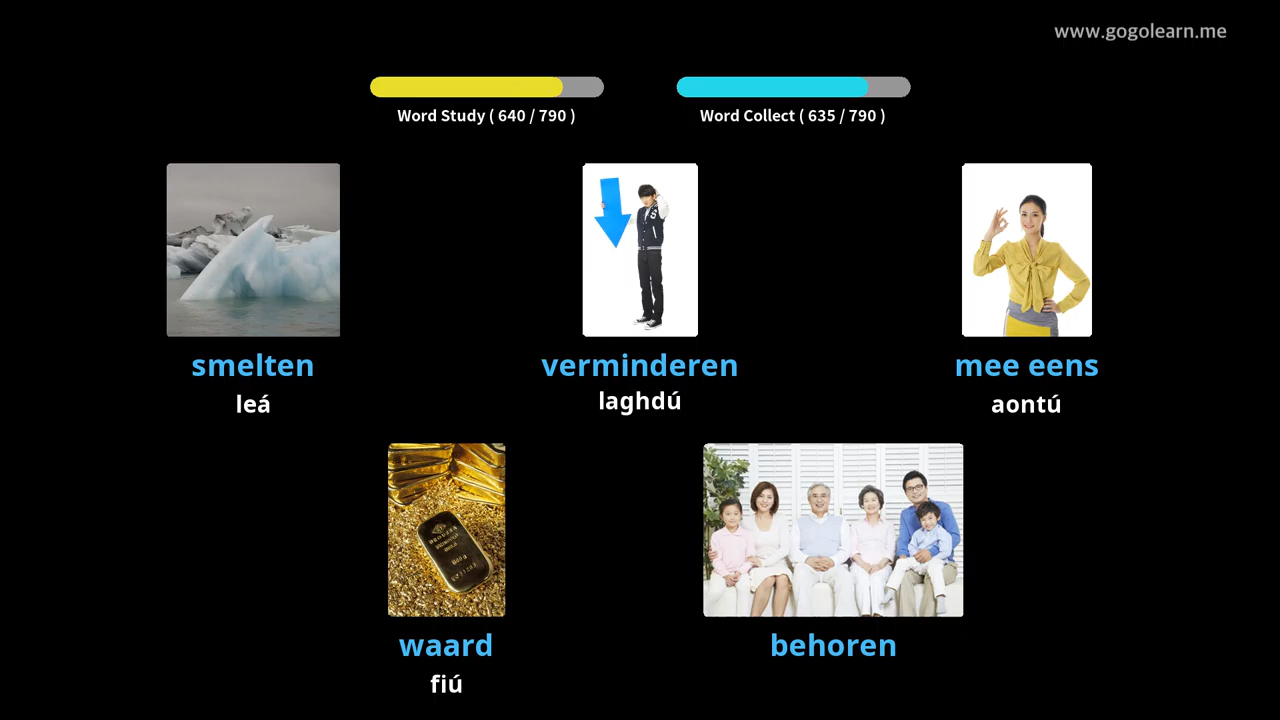 www.gogolearn.me
Word Study ( 640 / 790 )
Word Collect ( 635 / 790 )
smelten
leá
verminderen
laghdú
mee eens
aontú
waard
fiú
behoren